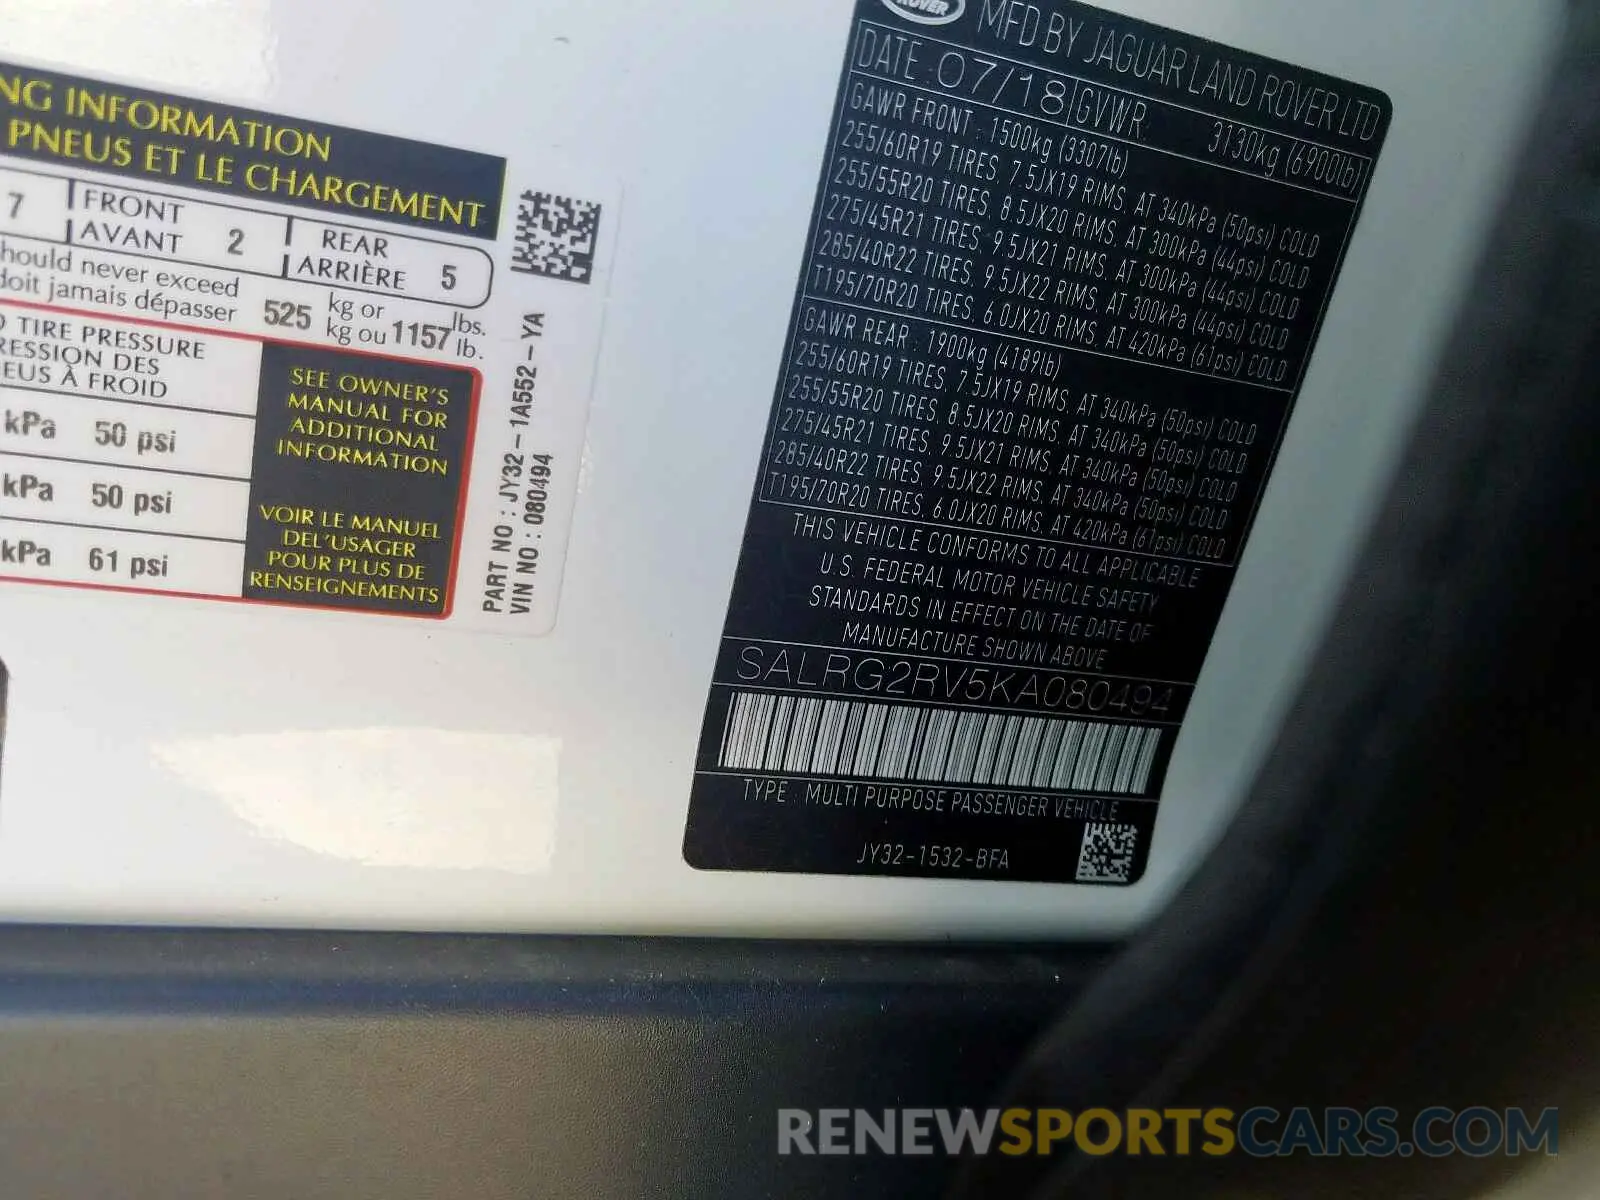 NG INFORMATION
PNEUS ET LE CHARGEMENT
7 FRONT AVANT 2 REAR ARRIÈRE 5
hould never exceed
doit jamais dépasser 525 kg or kg ou 1157 lbs. lb.
TIRE PRESSURE
RESSION DES
EUS À FROID
kPa 50 psi
kPa 50 psi
kPa 61 psi
SEE OWNER'S
MANUAL FOR
ADDITIONAL
INFORMATION
VOIR LE MANUEL
DEL'USAGER
POUR PLUS DE
RENSEIGNEMENTS
PART NO : JY32-1A552-YA
VIN NO : 080494
ROVER
MFD BY JAGUAR LAND ROVER LTD
DATE : 07/18 GVWR: 3130kg (6900lb)
GAWR FRONT : 1500kg (3307lb)
255/60R19 TIRES, 7.5JX19 RIMS, AT 340kPa (50psi) COLD
255/55R20 TIRES, 8.5JX20 RIMS, AT 300kPa (44psi) COLD
275/45R21 TIRES, 9.5JX21 RIMS, AT 300kPa (44psi) COLD
285/40R22 TIRES, 9.5JX22 RIMS, AT 300kPa (44psi) COLD
T195/70R20 TIRES, 6.0JX20 RIMS, AT 420kPa (61psi) COLD
GAWR REAR : 1900kg (4189lb)
255/60R19 TIRES, 7.5JX19 RIMS, AT 340kPa (50psi) COLD
255/55R20 TIRES, 8.5JX20 RIMS, AT 340kPa (50psi) COLD
275/45R21 TIRES, 9.5JX21 RIMS, AT 340kPa (50psi) COLD
285/40R22 TIRES, 9.5JX22 RIMS, AT 340kPa (50psi) COLD
T195/70R20 TIRES, 6.0JX20 RIMS, AT 420kPa (61psi) COLD
THIS VEHICLE CONFORMS TO ALL APPLICABLE
U.S. FEDERAL MOTOR VEHICLE SAFETY
STANDARDS IN EFFECT ON THE DATE OF
MANUFACTURE SHOWN ABOVE
SALRG2RV5KA080494
TYPE : MULTI PURPOSE PASSENGER VEHICLE
JY32-1532-BFA
RENEWSPORTSCARS.COM